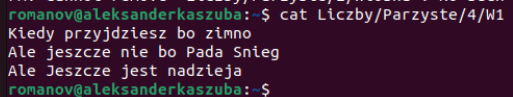 romanov@aleksanderkaszuba:~$ cat Liczby/Parzyste/4/W1
Kiedy przyjdziesz bo zimno
Ale jeszcze nie bo Pada Snieg
Ale Jeszcze jest nadzieja
romanov@aleksanderkaszuba:~$